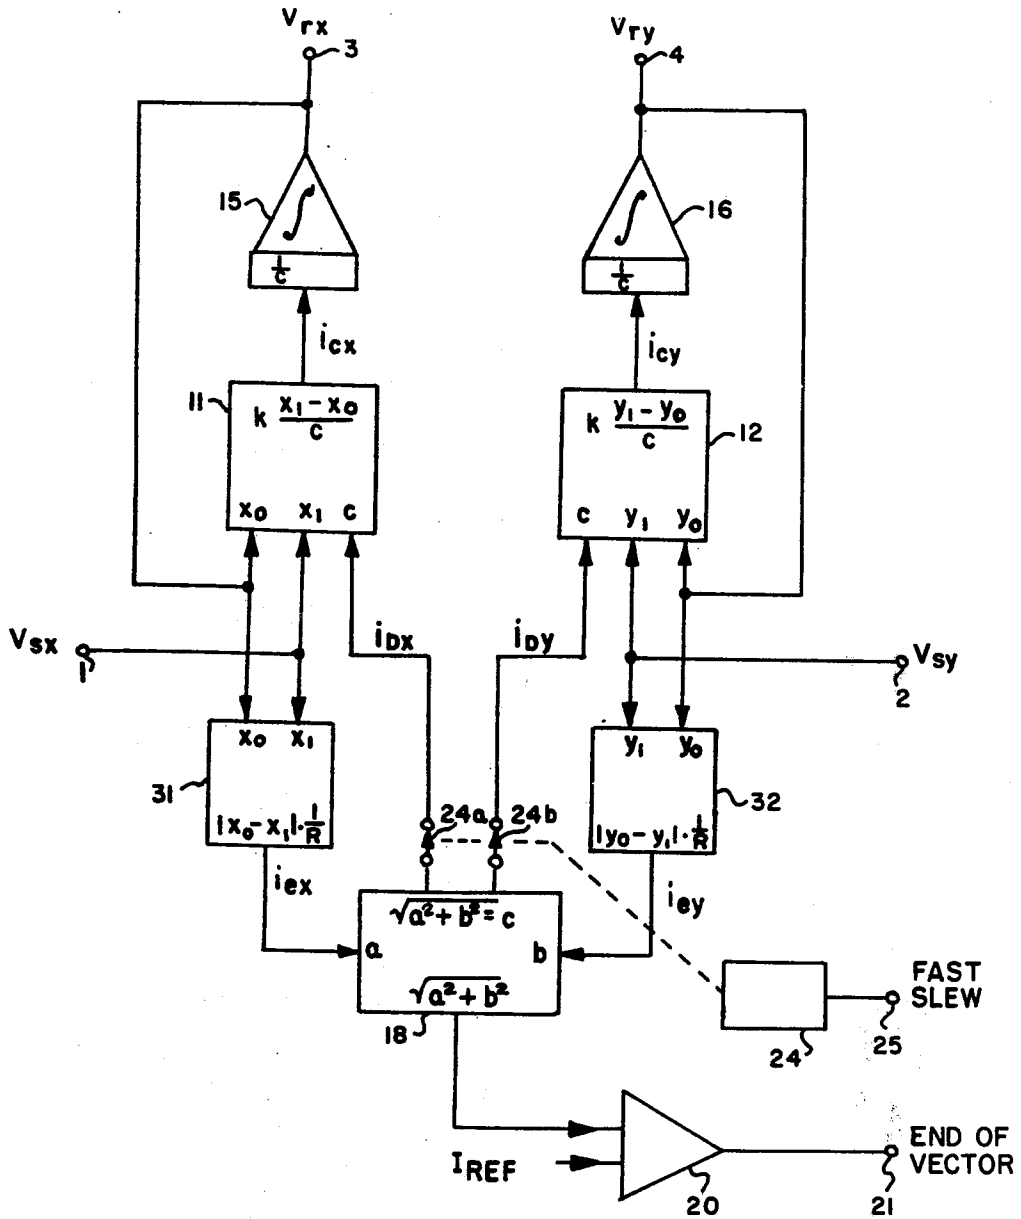 Vrx
3
Vry
4
15
∫
1/c
16
∫
1/c
icx
icy
11
k x1 - x0 / c
x0 x1 c
k y1 - y0 / c
12
c y1 y0
Vsx
1
iDx
iDy
Vsy
2
x0 x1
31
|x0 - x1| · 1/R
y1 y0
32
|y0 - y1| · 1/R
24a
24b
iex
iey
√a² + b² = c
a
b
√a² + b²
18
FAST
SLEW
24
25
IREF
20
END OF
VECTOR
21